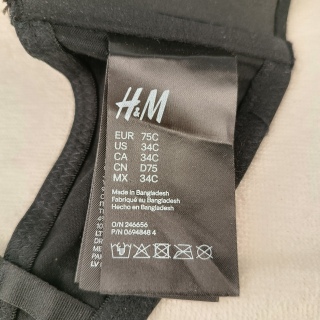 H&M
EUR 75C
US 34C
CA 34C
CN D75
MX 34C
Made in Bangladesh
Fabriqué au Bangladesh
Hecho en Bangladesh
O/N 246656
P/N 0694848 4